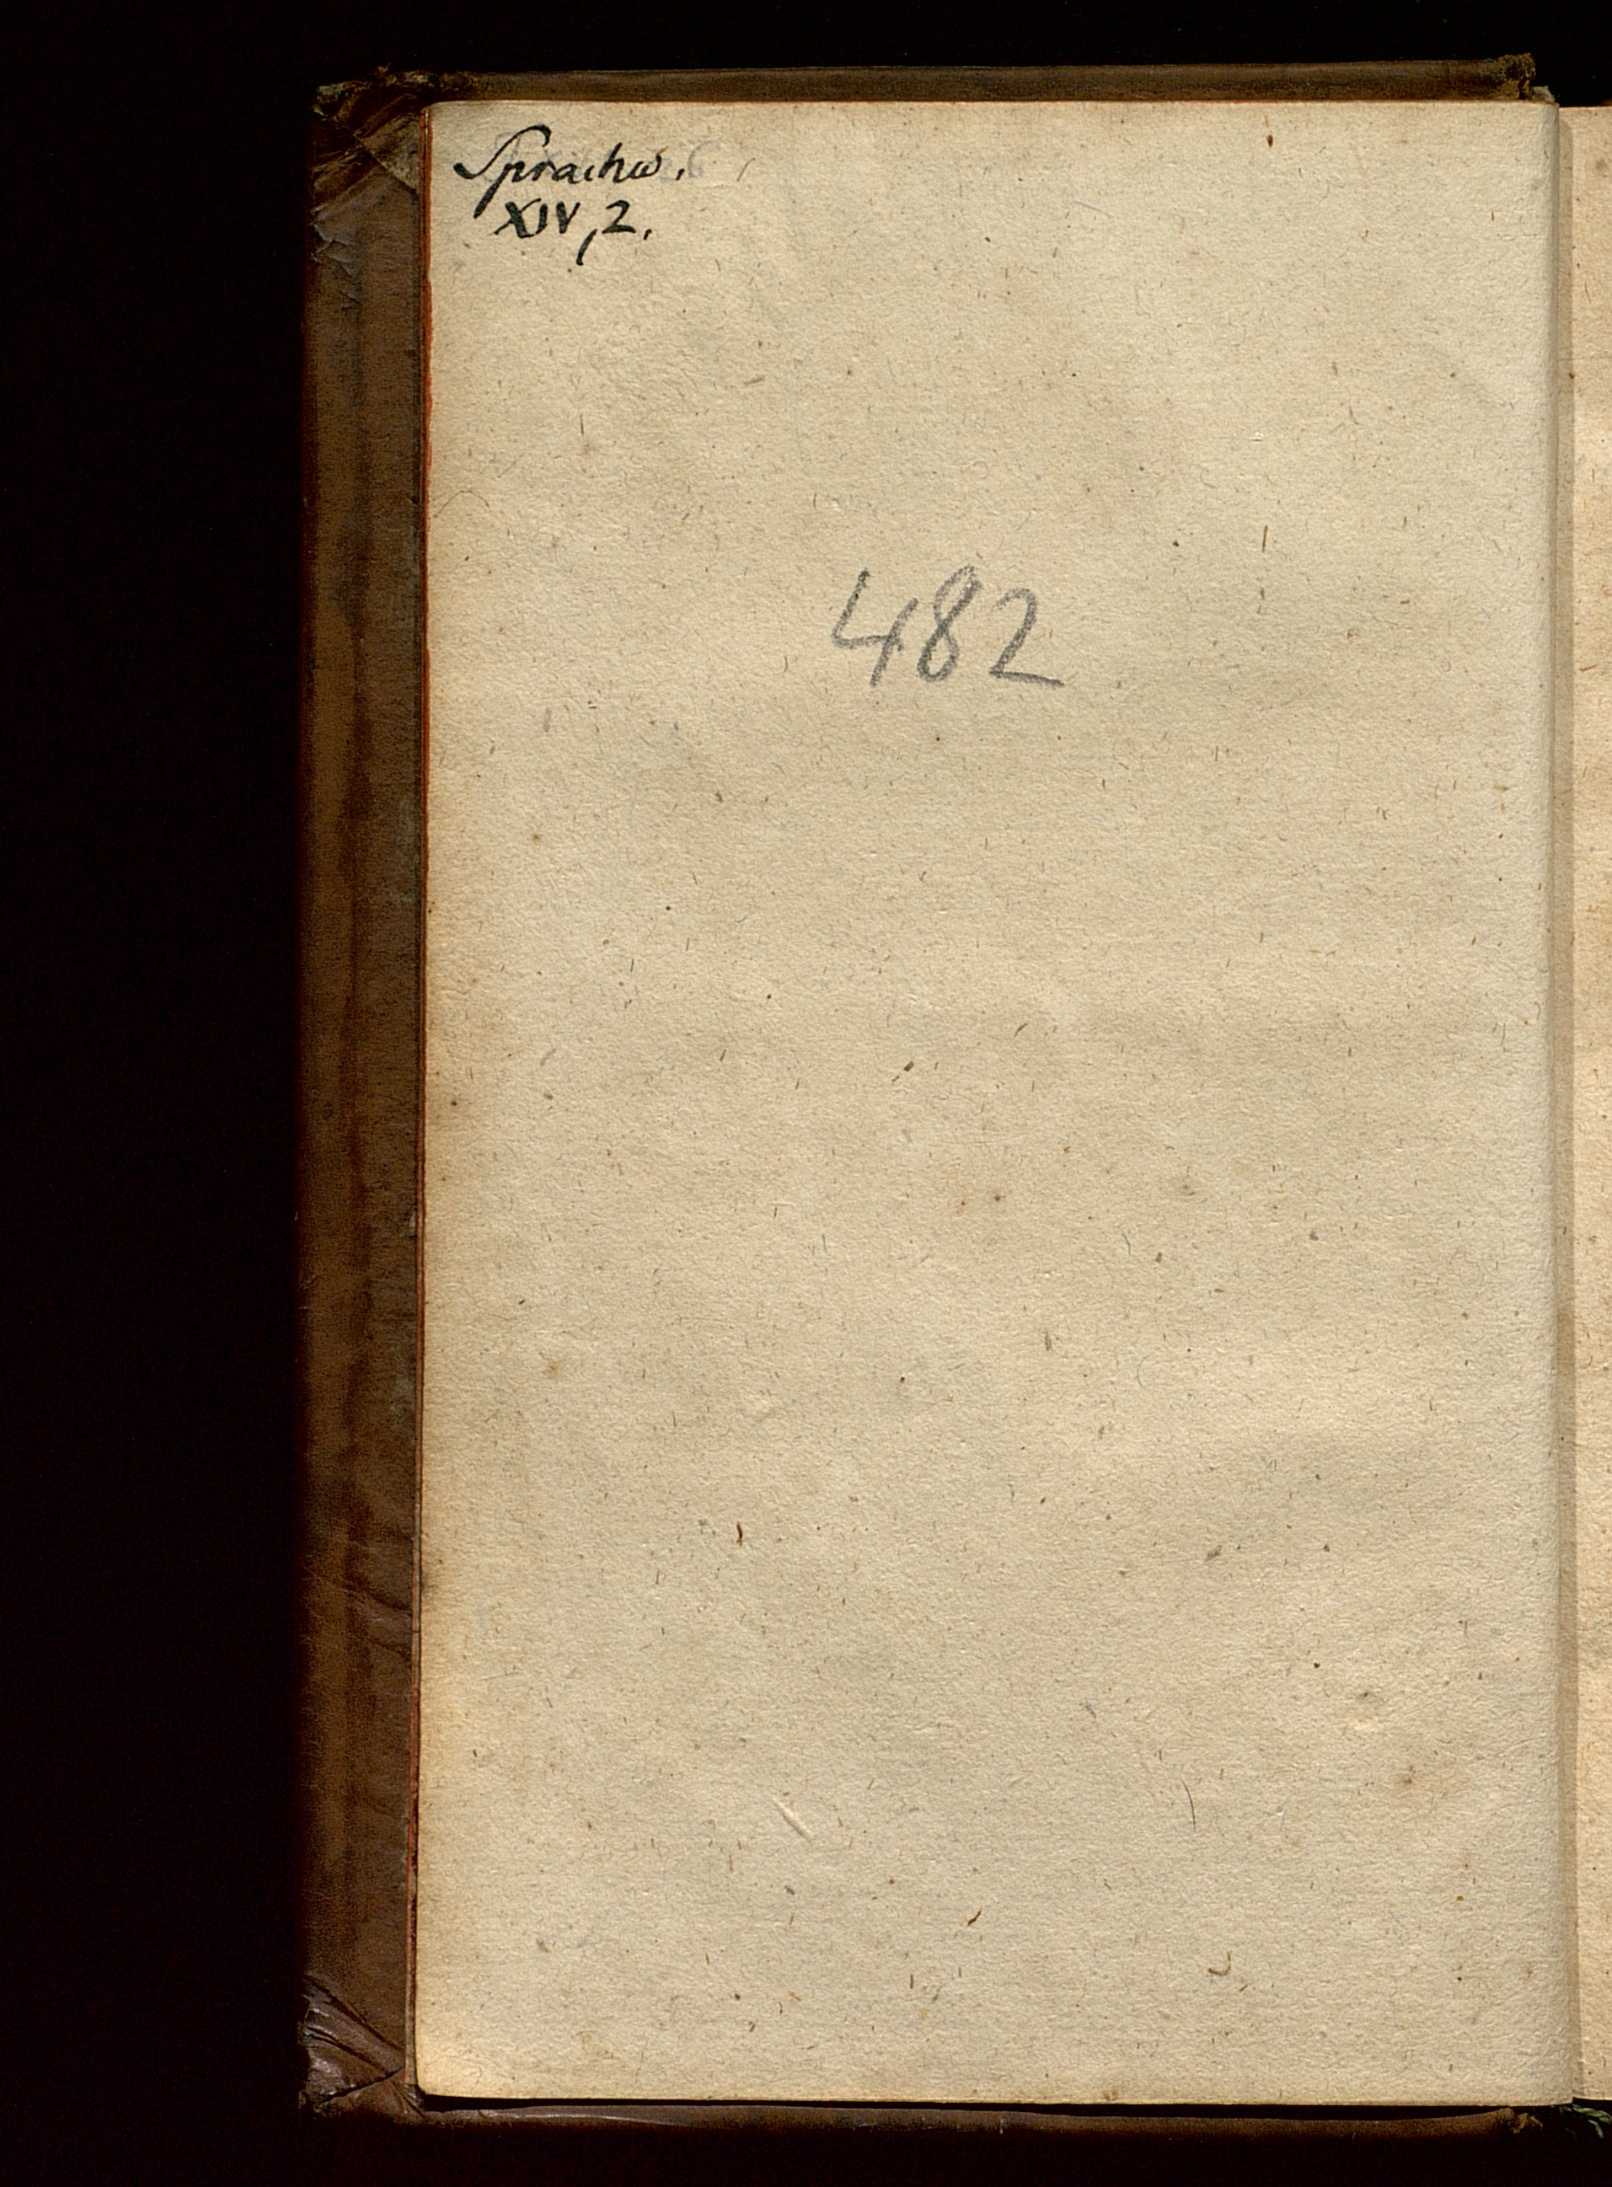 Sprachw.
XIV, 2.
482